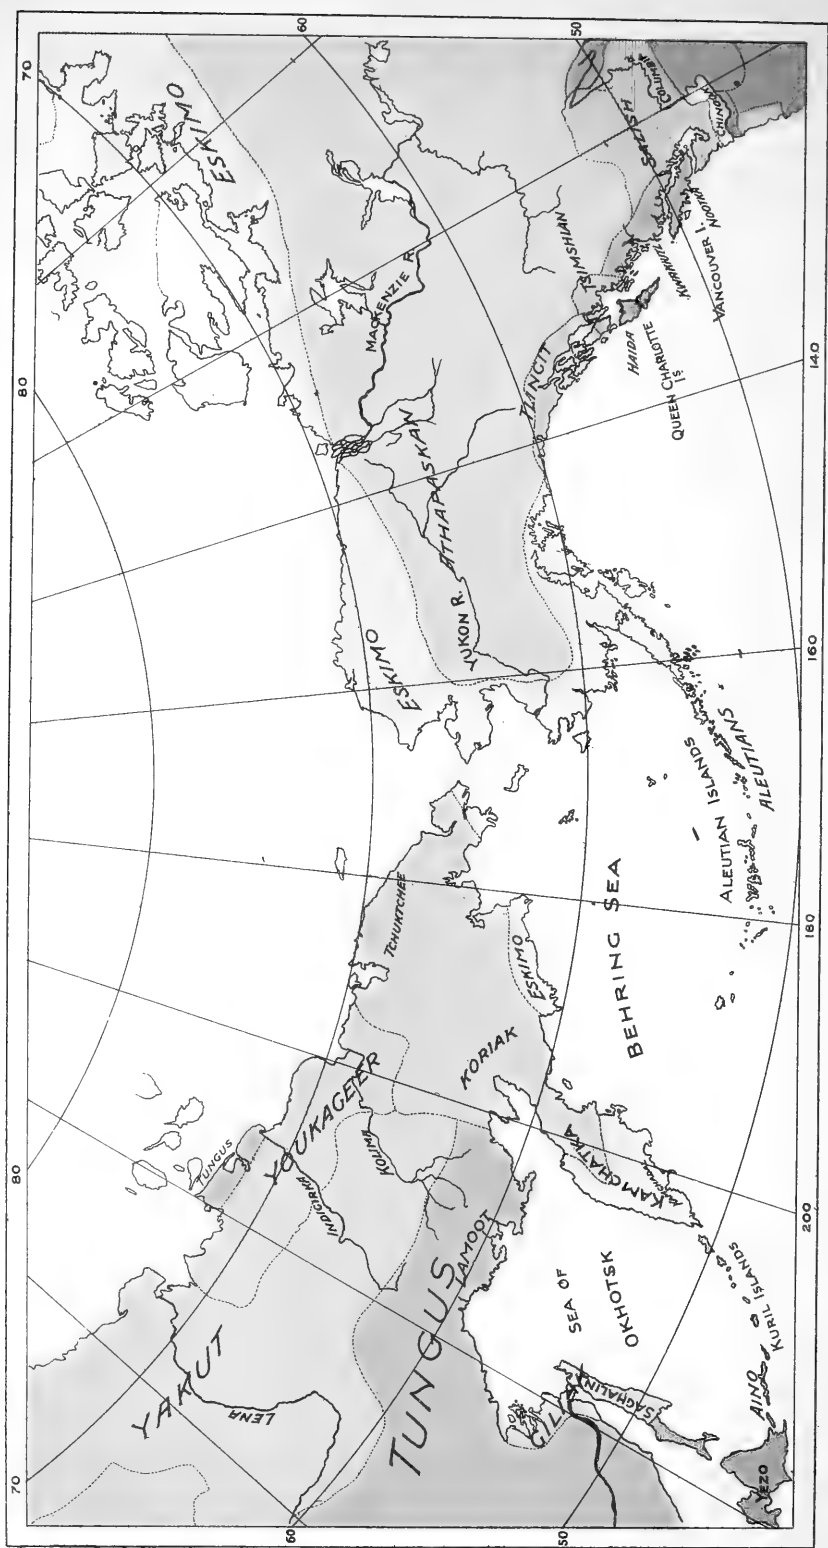 60
50
70
ESKIMO
SALISH
COLUMBIA
CHINOOK
TSIMSHIAN
NOOTKA
KWAKIUTL
VANCOUVER I.
MACKENZIE R.
TLINGIT
HAIDA
QUEEN CHARLOTTE
IS
80
140
ATHAPASKAN
YUKON R.
ESKIMO
160
ALEUTIAN ISLANDS
ALEUTIANS
TCHUKTCHEE
ESKIMO
BEHRING SEA
180
KORIAK
YOUKAGEER
KOLIMA
INDIGIRKA
TUNGUS
KAMCHATKA
80
200
LAMOOT
TUNGUS
SEA OF
OKHOTSK
KURIL ISLANDS
YAKUT
LENA
GILIAK
SAGHALINA
AINO
YEZO
70
60
50